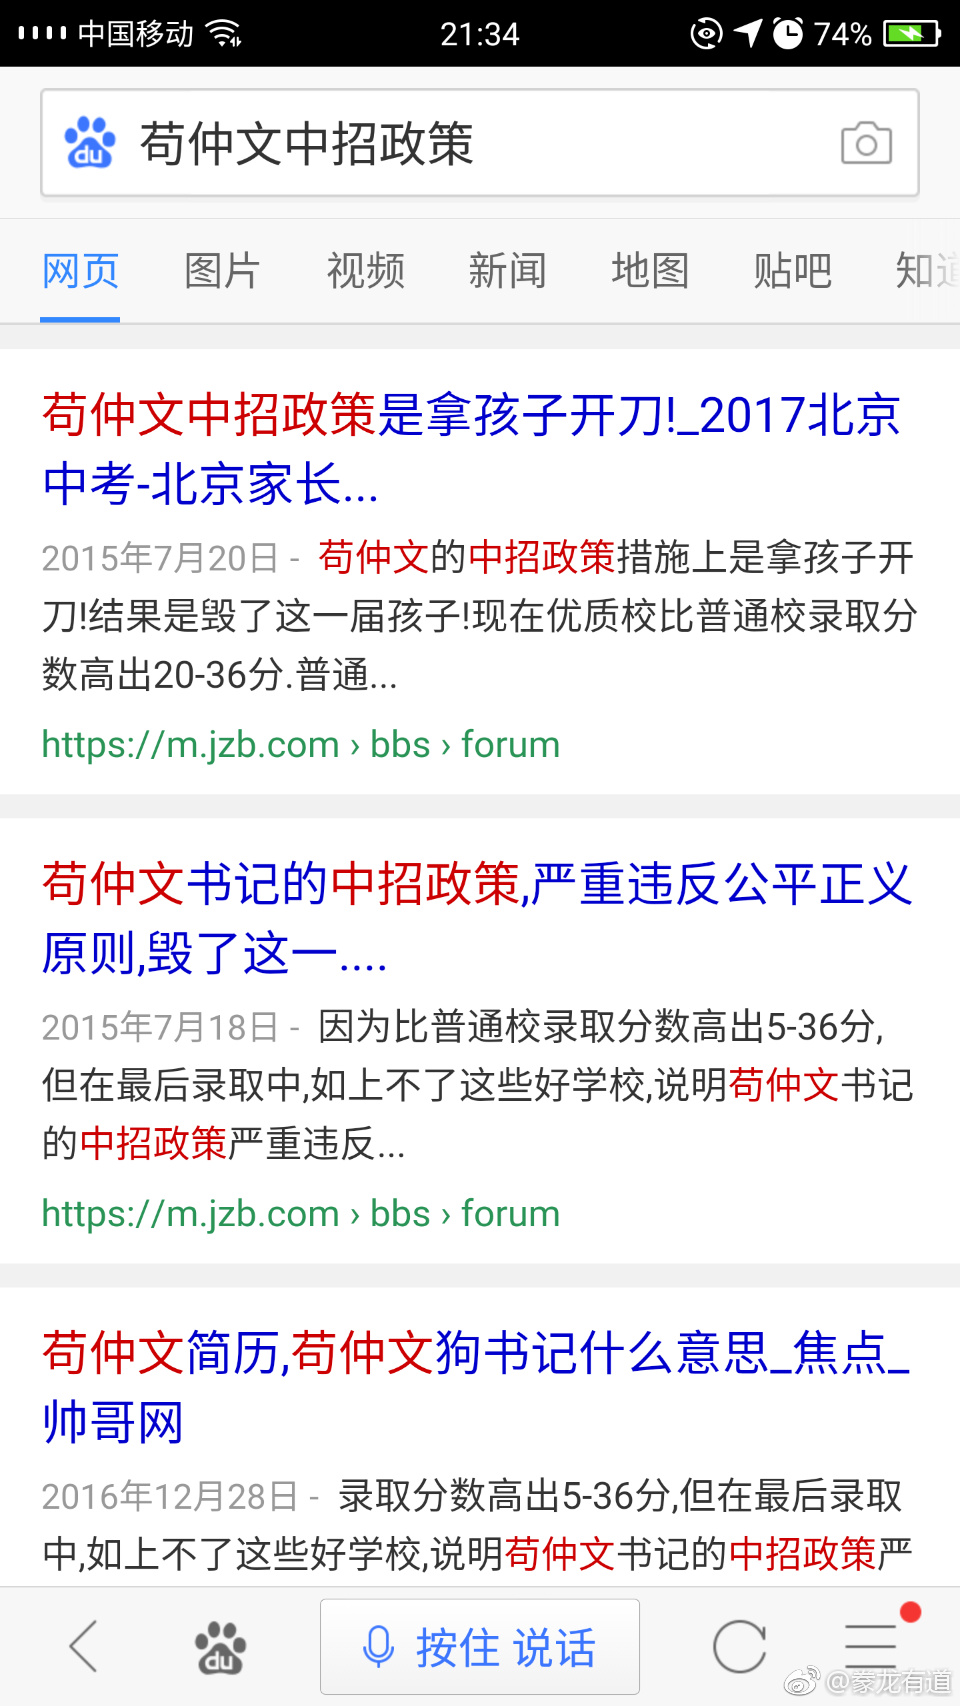 中国移动 21:34 74%
du 苟仲文中招政策
网页 图片 视频 新闻 地图 贴吧 知道
苟仲文中招政策是拿孩子开刀!_2017北京
中考-北京家长...
2015年7月20日 - 苟仲文的中招政策措施上是拿孩子开
刀!结果是毁了这一届孩子!现在优质校比普通校录取分
数高出20-36分.普通...
https://m.jzb.com › bbs › forum
苟仲文书记的中招政策,严重违反公平正义
原则,毁了这一....
2015年7月18日 - 因为比普通校录取分数高出5-36分,
但在最后录取中,如上不了这些好学校,说明苟仲文书记
的中招政策严重违反...
https://m.jzb.com › bbs › forum
苟仲文简历,苟仲文狗书记什么意思_焦点_
帅哥网
2016年12月28日 - 录取分数高出5-36分,但在最后录取
中,如上不了这些好学校,说明苟仲文书记的中招政策严
du 按住 说话
@豢龙有道